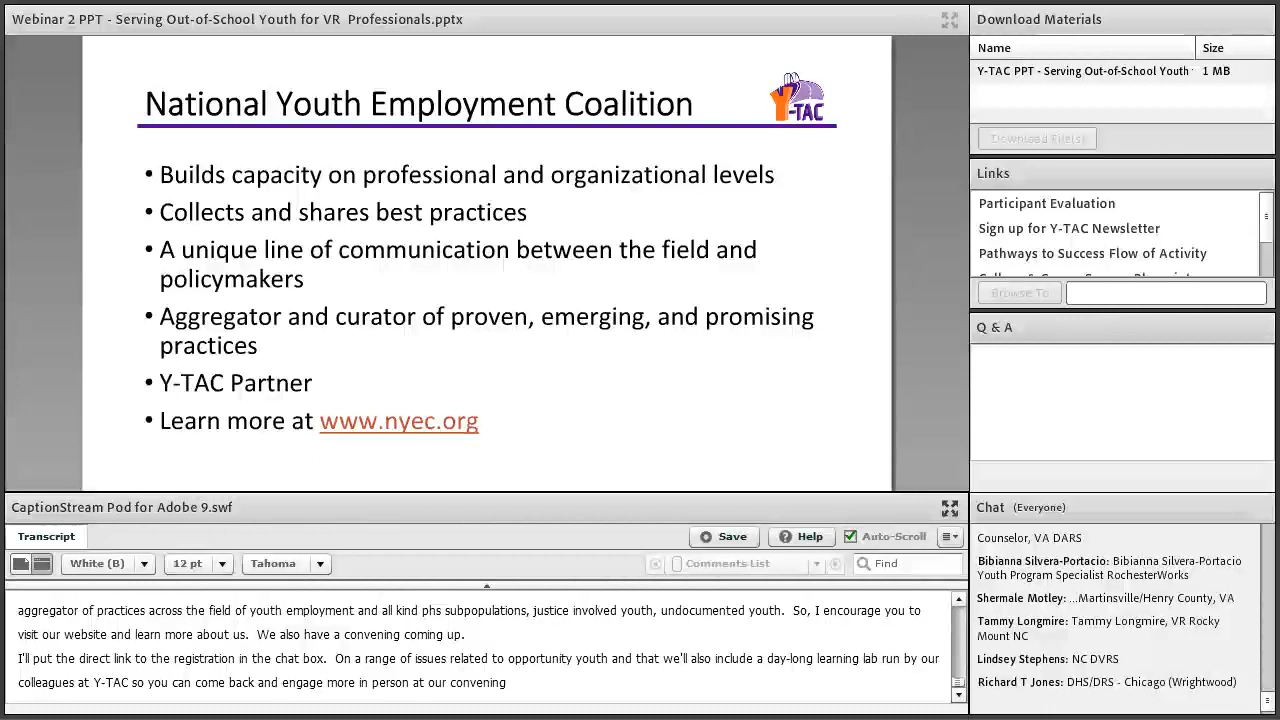 Webinar 2 PPT - Serving Out-of-School Youth for VR Professionals.pptx
National Youth Employment Coalition
Y-TAC
• Builds capacity on professional and organizational levels
• Collects and shares best practices
• A unique line of communication between the field and
policymakers
• Aggregator and curator of proven, emerging, and promising
practices
• Y-TAC Partner
• Learn more at www.nyec.org
CaptionStream Pod for Adobe 9.swf
Transcript
Save
Help
Auto-Scroll
White (B)
12 pt
Tahoma
Comments List
Find
aggregator of practices across the field of youth employment and all kind phs subpopulations, justice involved youth, undocumented youth. So, I encourage you to
visit our website and learn more about us. We also have a convening coming up.
I'll put the direct link to the registration in the chat box. On a range of issues related to opportunity youth and that we'll also include a day-long learning lab run by our
colleagues at Y-TAC so you can come back and engage more in person at our convening
Download Materials
Name Size
Y-TAC PPT - Serving Out-of-School Youth 1 MB
Download File(s)
Links
Participant Evaluation
Sign up for Y-TAC Newsletter
Pathways to Success Flow of Activity
Browse To
Q & A
Chat (Everyone)
Counselor, VA DARS
Bibianna Silvera-Portacio: Bibianna Silvera-Portacio
Youth Program Specialist RochesterWorks
Shermale Motley: ...Martinsville/Henry County, VA
Tammy Longmire: Tammy Longmire, VR Rocky
Mount NC
Lindsey Stephens: NC DVRS
Richard T Jones: DHS/DRS - Chicago (Wrightwood)